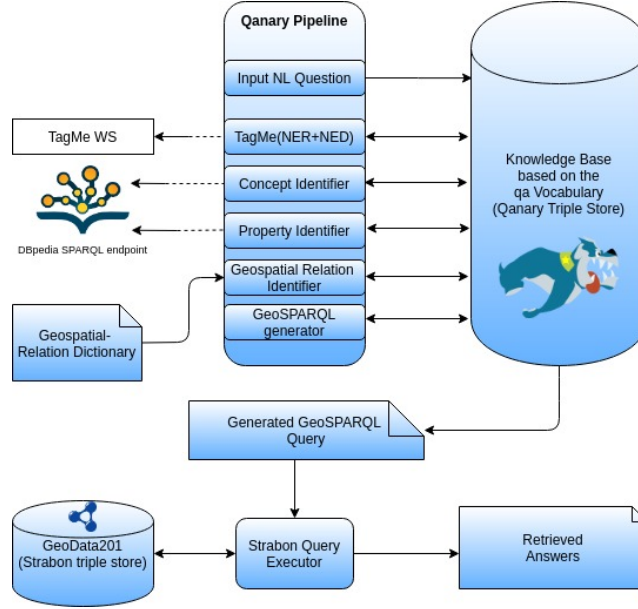 Qanary Pipeline
Input NL Question
TagMe WS
TagMe(NER+NED)
Concept Identifier
DBpedia SPARQL endpoint
Property Identifier
Geospatial Relation
Identifier
GeoSPARQL
generator
Geospatial-
Relation Dictionary
Knowledge Base
based on the
qa Vocabulary
(Qanary Triple Store)
Generated GeoSPARQL
Query
GeoData201
(Strabon triple store)
Strabon Query
Executor
Retrieved
Answers